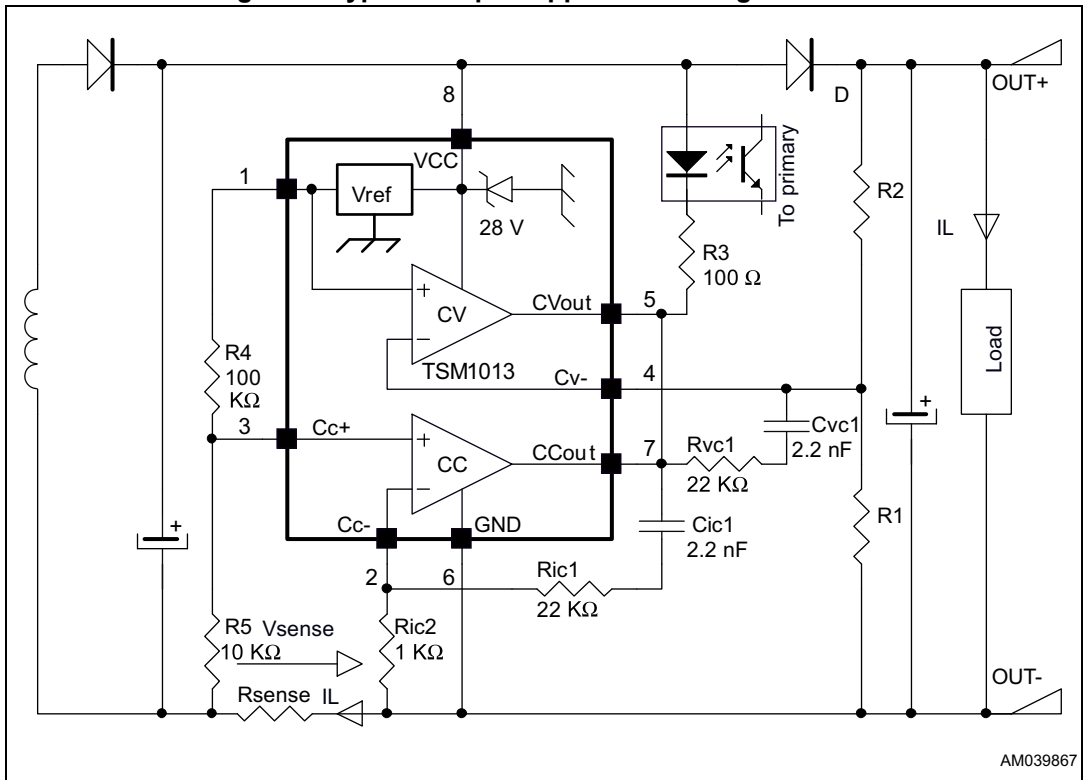 8
D
OUT+
VCC
To primary
1
Vref
28 V
R2
IL
R3
100 Ω
CV
CVout
5
TSM1013
Cv-
4
Load
R4
100
KΩ
3
Cc+
CC
CCout
7
Rvc1
22 KΩ
Cvc1
2.2 nF
+
+
-
+
-
+
R1
Cc-
GND
Cic1
2.2 nF
2
6
Ric1
22 KΩ
R5
10 KΩ
Vsense
Ric2
1 KΩ
Rsense
IL
OUT-
AM039867